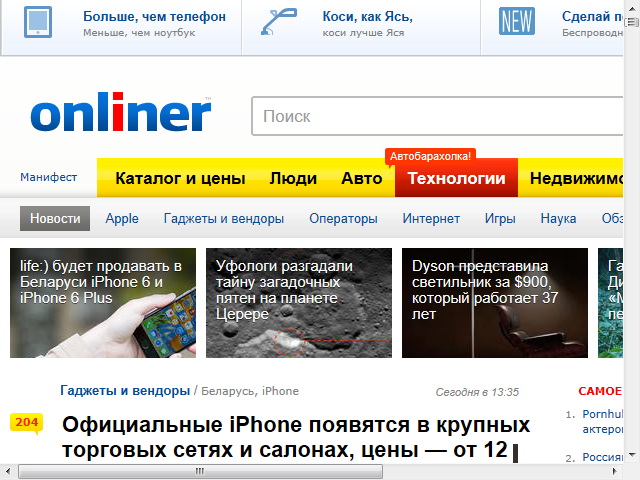 Больше, чем телефон
Меньше, чем ноутбук
Коси, как Ясь,
коси лучше Яся
NEW
Сделай
Беспроводн
onliner
Поиск
Автобарахолка!
Манифест
Каталог и цены
Люди
Авто
Технологии
Недвижимо
Новости
Apple
Гаджеты и вендоры
Операторы
Интернет
Игры
Наука
Обз
life:) будет продавать в
Беларуси iPhone 6 и
iPhone 6 Plus
Уфологи разгадали
тайну загадочных
пятен на планете
Церере
Dyson представила
светильник за $900,
который работает 37
лет
Гаджеты и вендоры / Беларусь, iPhone
Сегодня в 13:35
204
Официальные iPhone появятся в крупных
торговых сетях и салонах, цены — от 12
САМОЕ
1. Pornhu
актеро
2. Россия